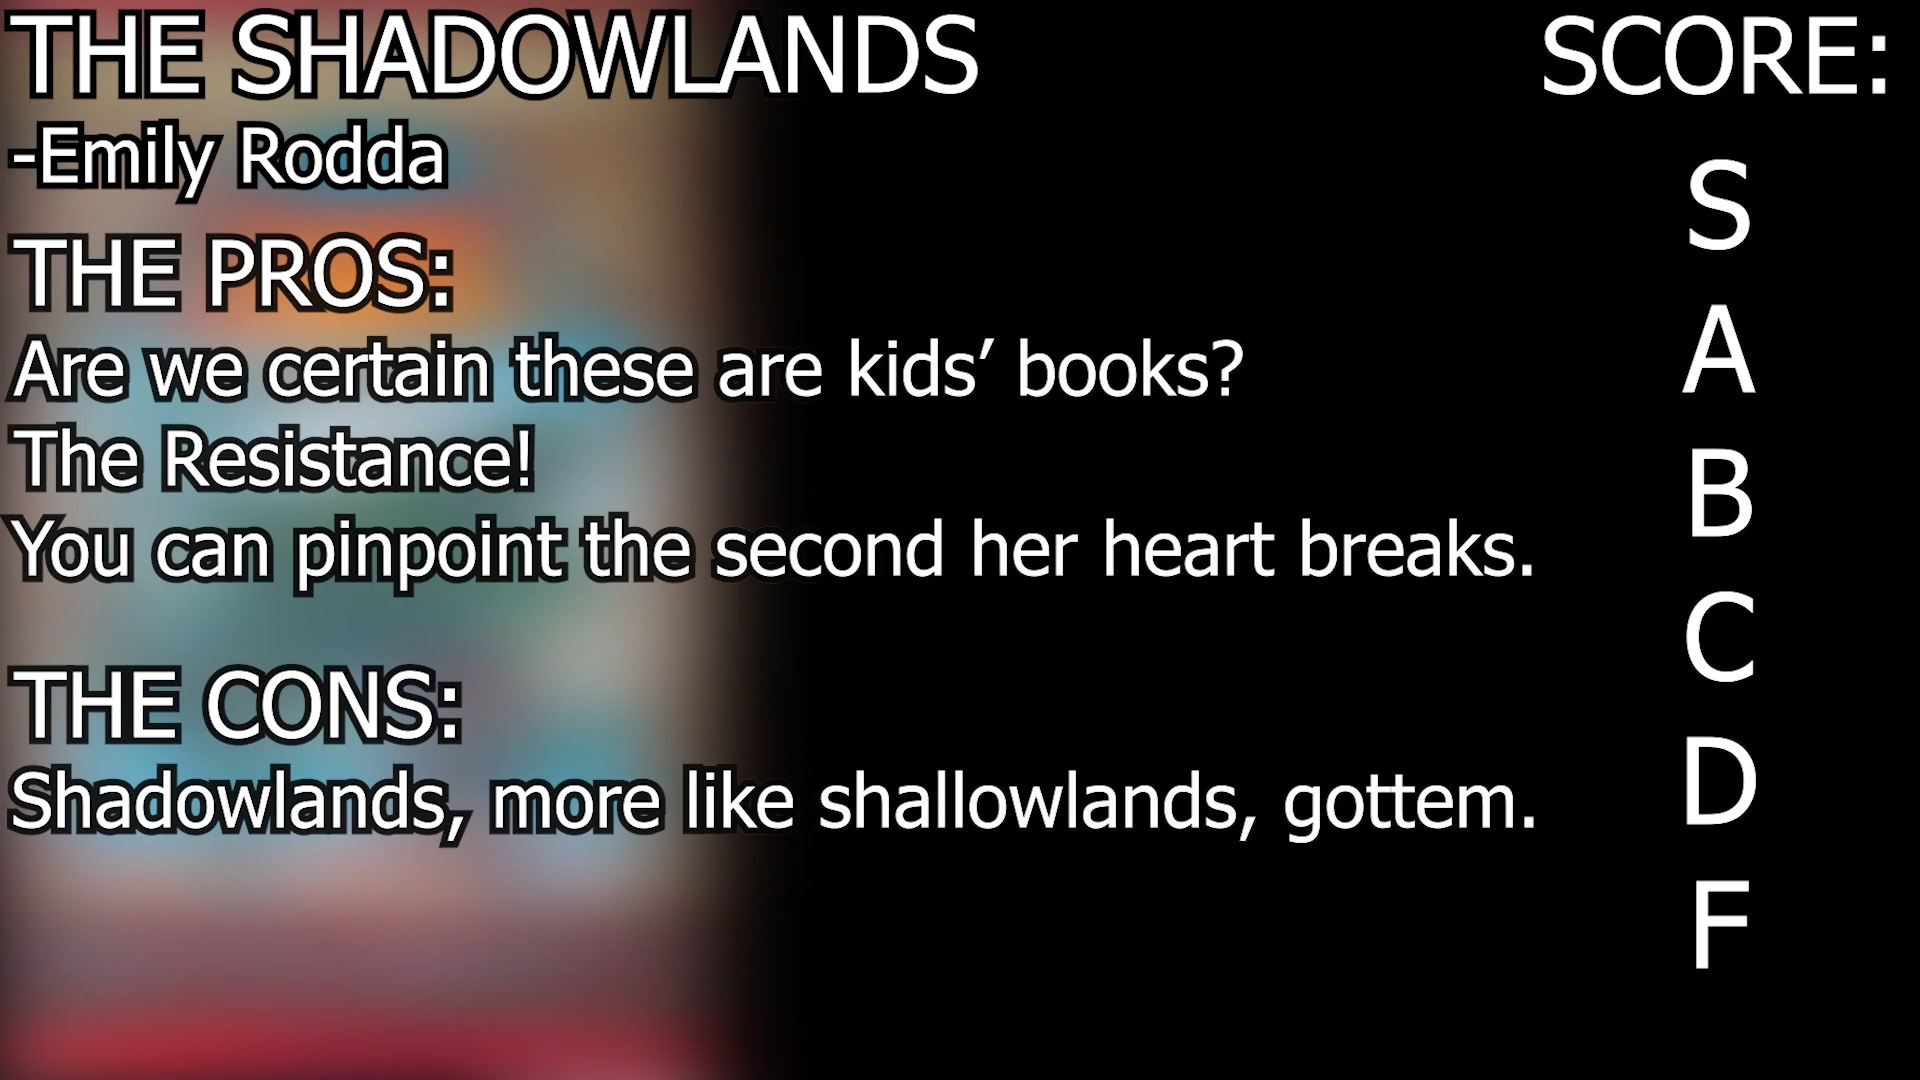 THE SHADOWLANDS
-Emily Rodda
THE PROS:
Are we certain these are kids’ books?
The Resistance!
You can pinpoint the second her heart breaks.
THE CONS:
Shadowlands, more like shallowlands, gottem.
SCORE:
S
A
B
C
D
F